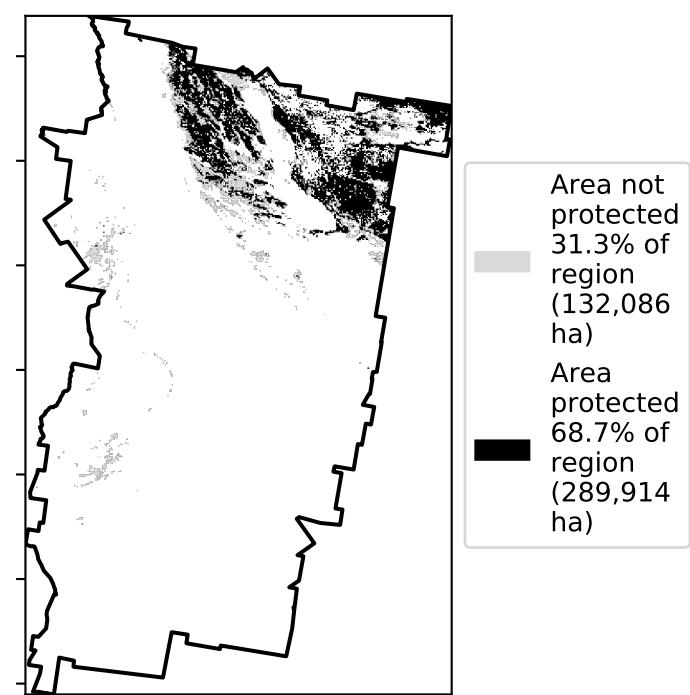 Area not
protected
31.3% of
region
(132,086
ha)
Area
protected
68.7% of
region
(289,914
ha)